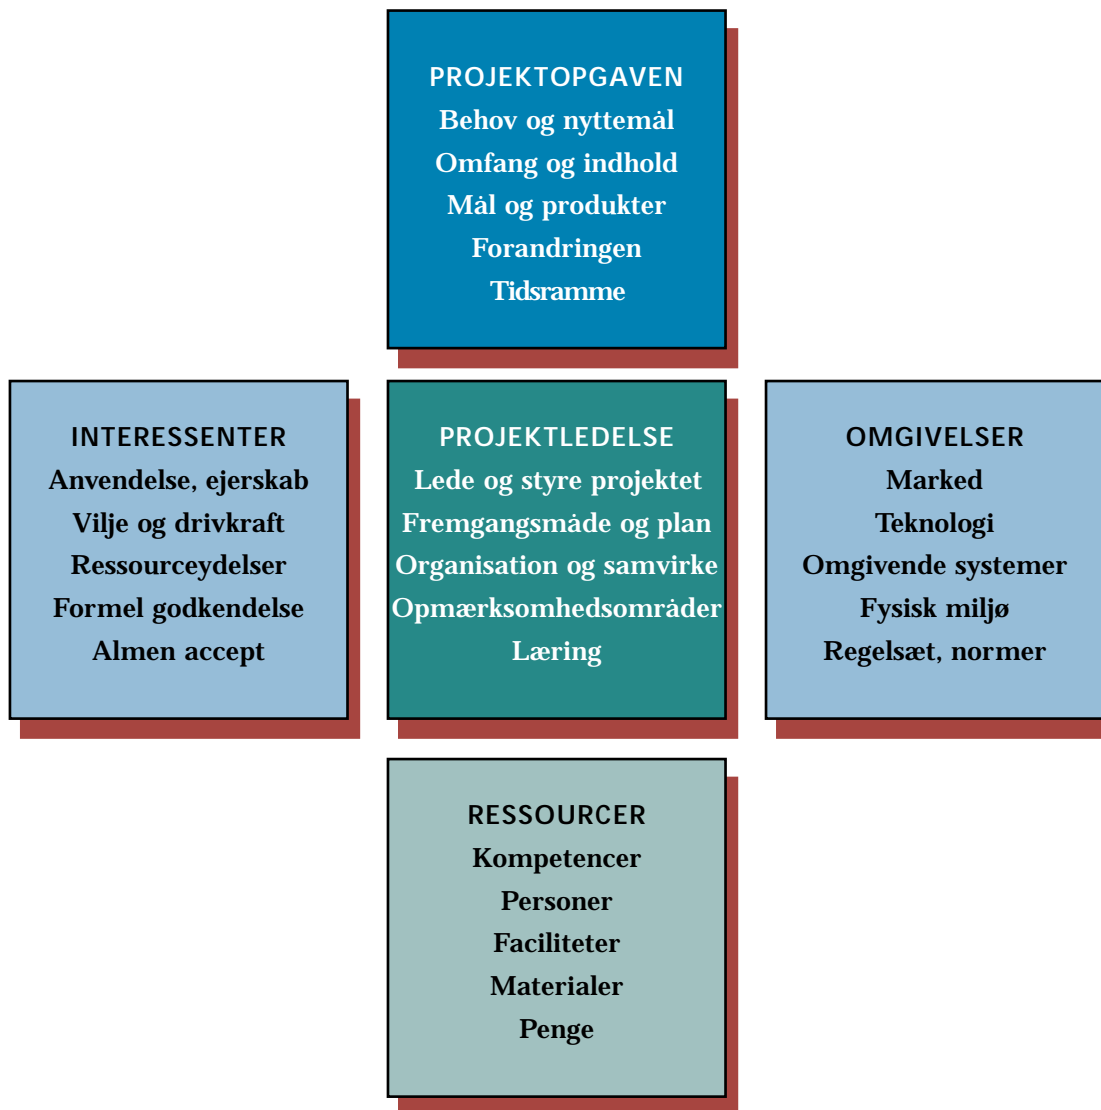 PROJEKTOPGAVEN
Behov og nyttemål
Omfang og indhold
Mål og produkter
Forandringen
Tidsramme
INTERESSENTER
Anvendelse, ejerskab
Vilje og drivkraft
Ressourceydelser
Formel godkendelse
Almen accept
PROJEKTLEDELSE
Lede og styre projektet
Fremgangsmåde og plan
Organisation og samvirke
Opmærksomhedsområder
Læring
OMGIVELSER
Marked
Teknologi
Omgivende systemer
Fysisk miljø
Regelsæt, normer
RESSOURCER
Kompetencer
Personer
Faciliteter
Materialer
Penge